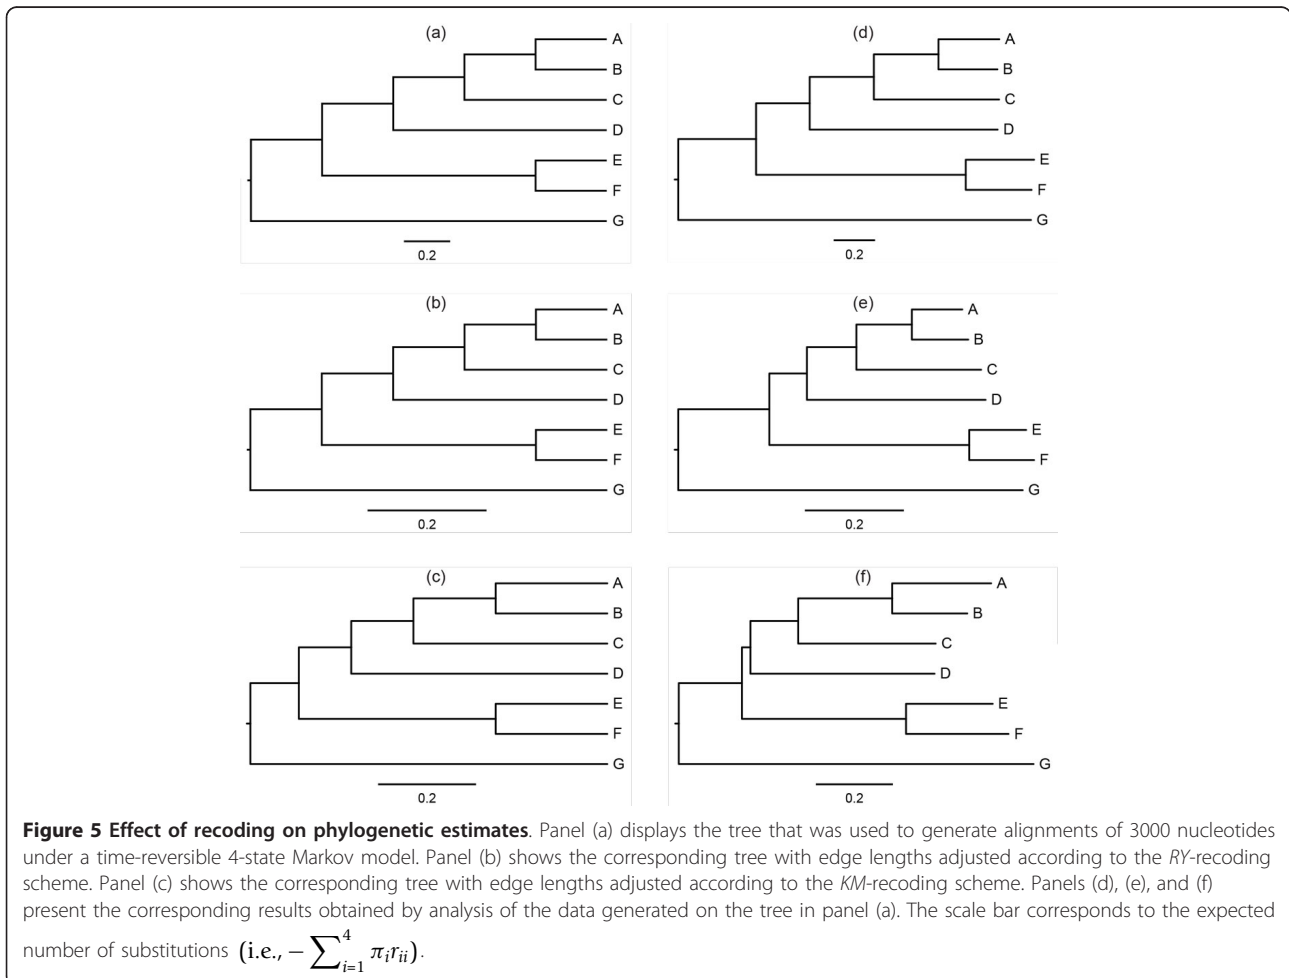 (a)
A
B
C
D
E
F
G
0.2
(d)
A
B
C
D
E
F
G
0.2
(b)
A
B
C
D
E
F
G
0.2
(e)
A
B
C
D
E
F
G
0.2
(c)
A
B
C
D
E
F
G
0.2
(f)
A
B
C
D
E
F
G
0.2
Figure 5 Effect of recoding on phylogenetic estimates. Panel (a) displays the tree that was used to generate alignments of 3000 nucleotides
under a time-reversible 4-state Markov model. Panel (b) shows the corresponding tree with edge lengths adjusted according to the RY-recoding
scheme. Panel (c) shows the corresponding tree with edge lengths adjusted according to the KM-recoding scheme. Panels (d), (e), and (f)
present the corresponding results obtained by analysis of the data generated on the tree in panel (a). The scale bar corresponds to the expected
number of substitutions (i.e., − ∑_{i=1}^{4} π_i r_{ii}).